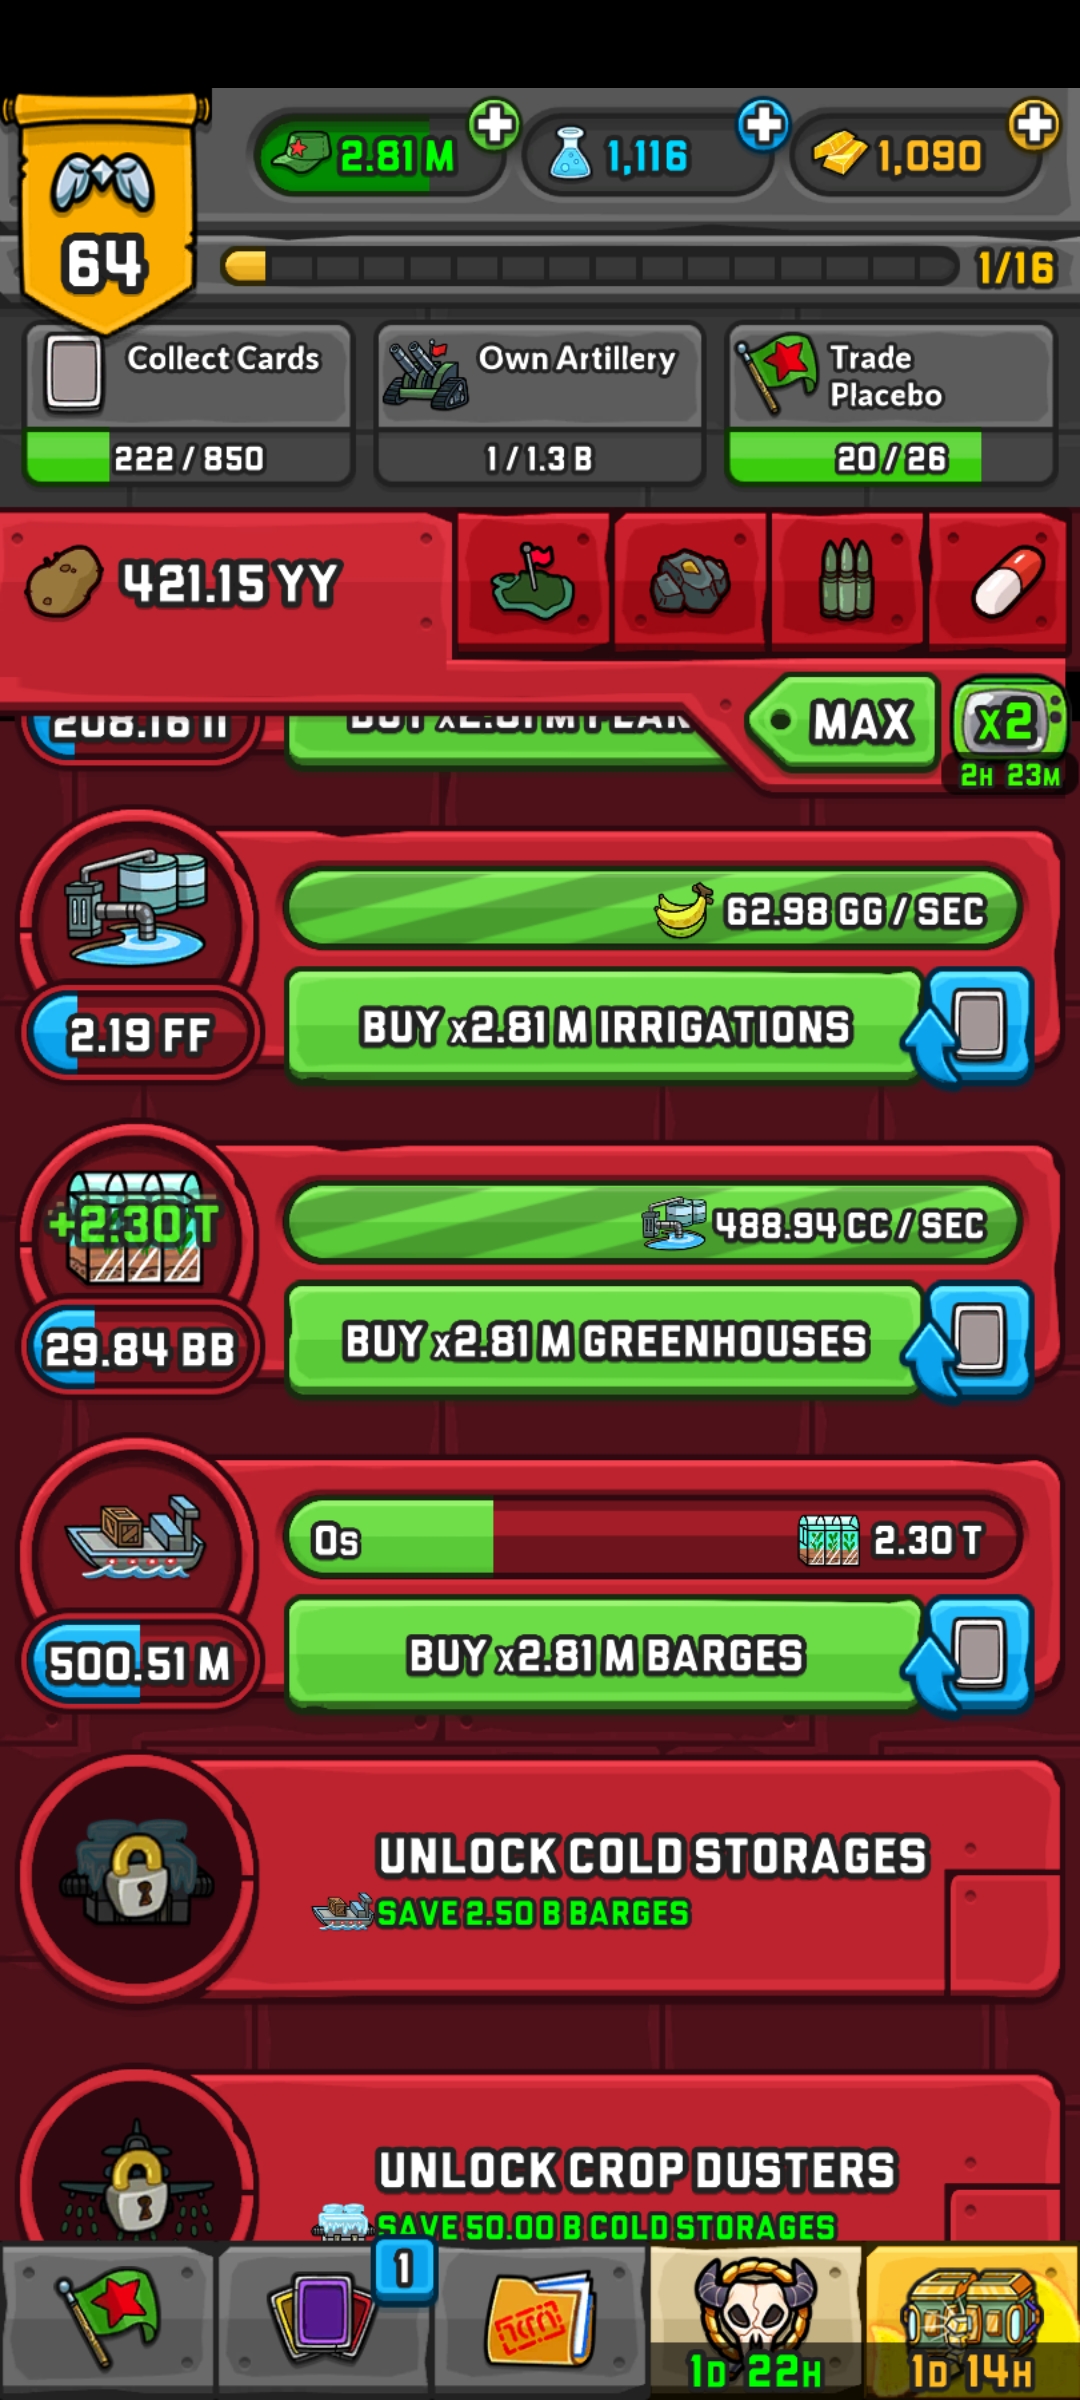 2.81 M
1,116
1,090
64
1/16
Collect Cards
222 / 850
Own Artillery
1 / 1.3 B
Trade
Placebo
20 / 26
421.15 YY
MAX
x2
2H 23M
208.16 II
62.98 GG / SEC
2.19 FF
BUY x2.81 M IRRIGATIONS
+2.30 T
488.94 CC / SEC
29.84 BB
BUY x2.81 M GREENHOUSES
0s
2.30 T
500.51 M
BUY x2.81 M BARGES
UNLOCK COLD STORAGES
SAVE 2.50 B BARGES
UNLOCK CROP DUSTERS
SAVE 50.00 B COLD STORAGES
1
1D 22H
1D 14H